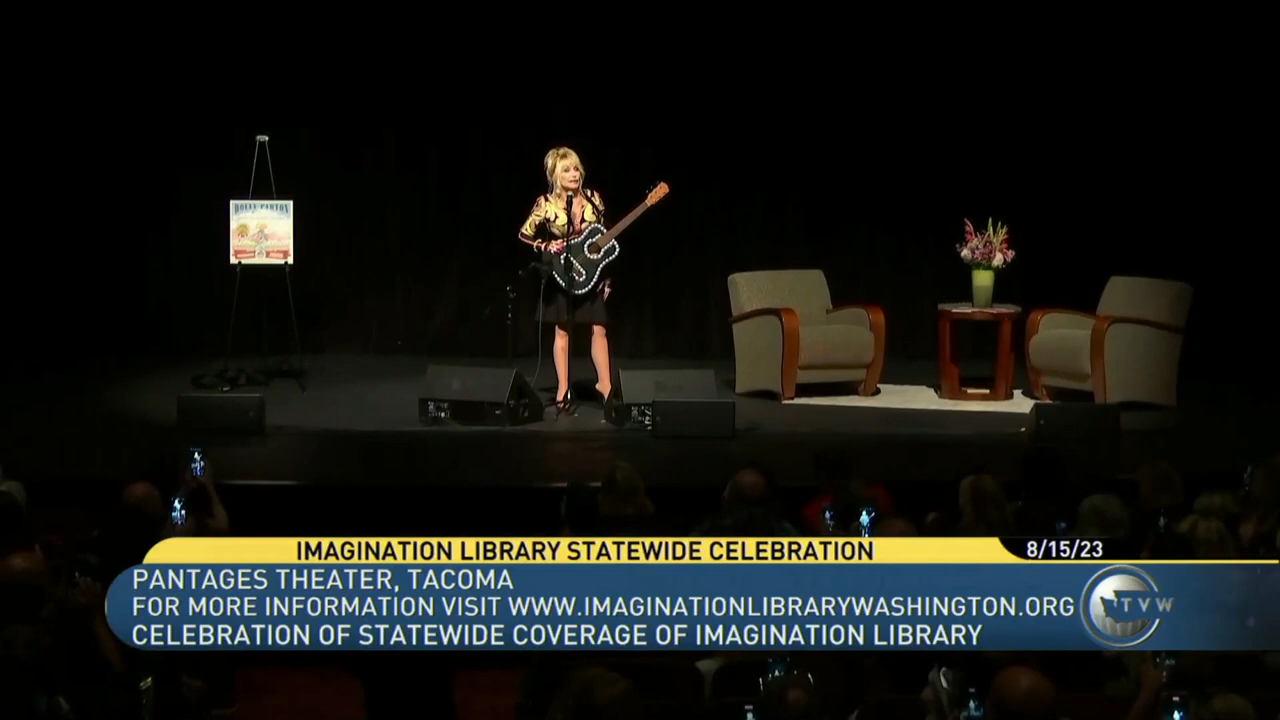 DOLLY PARTON
IMAGINATION LIBRARY STATEWIDE CELEBRATION
8/15/23
PANTAGES THEATER, TACOMA
FOR MORE INFORMATION VISIT WWW.IMAGINATIONLIBRARYWASHINGTON.ORG
TVW
CELEBRATION OF STATEWIDE COVERAGE OF IMAGINATION LIBRARY